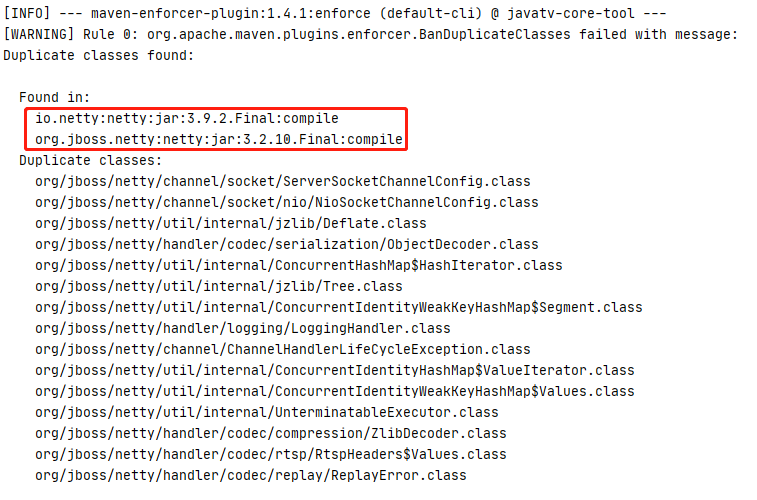 [INFO] --- maven-enforcer-plugin:1.4.1:enforce (default-cli) @ javatv-core-tool ---
[WARNING] Rule 0: org.apache.maven.plugins.enforcer.BanDuplicateClasses failed with message:
Duplicate classes found:
Found in:
io.netty:netty:jar:3.9.2.Final:compile
org.jboss.netty:netty:jar:3.2.10.Final:compile
Duplicate classes:
org/jboss/netty/channel/socket/ServerSocketChannelConfig.class
org/jboss/netty/channel/socket/nio/NioSocketChannelConfig.class
org/jboss/netty/util/internal/jzlib/Deflate.class
org/jboss/netty/handler/codec/serialization/ObjectDecoder.class
org/jboss/netty/util/internal/ConcurrentHashMap$HashIterator.class
org/jboss/netty/util/internal/jzlib/Tree.class
org/jboss/netty/util/internal/ConcurrentIdentityWeakKeyHashMap$Segment.class
org/jboss/netty/handler/logging/LoggingHandler.class
org/jboss/netty/channel/ChannelHandlerLifeCycleException.class
org/jboss/netty/util/internal/ConcurrentIdentityHashMap$ValueIterator.class
org/jboss/netty/util/internal/ConcurrentIdentityWeakKeyHashMap$Values.class
org/jboss/netty/util/internal/UnterminatableExecutor.class
org/jboss/netty/handler/codec/compression/ZlibDecoder.class
org/jboss/netty/handler/codec/rtsp/RtspHeaders$Values.class
org/jboss/netty/handler/codec/replay/ReplayError.class